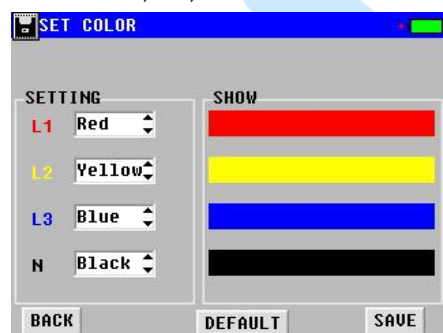 SET COLOR
SETTING
SHOW
L1 Red
L2 Yellow
L3 Blue
N Black
BACK
DEFAULT
SAVE